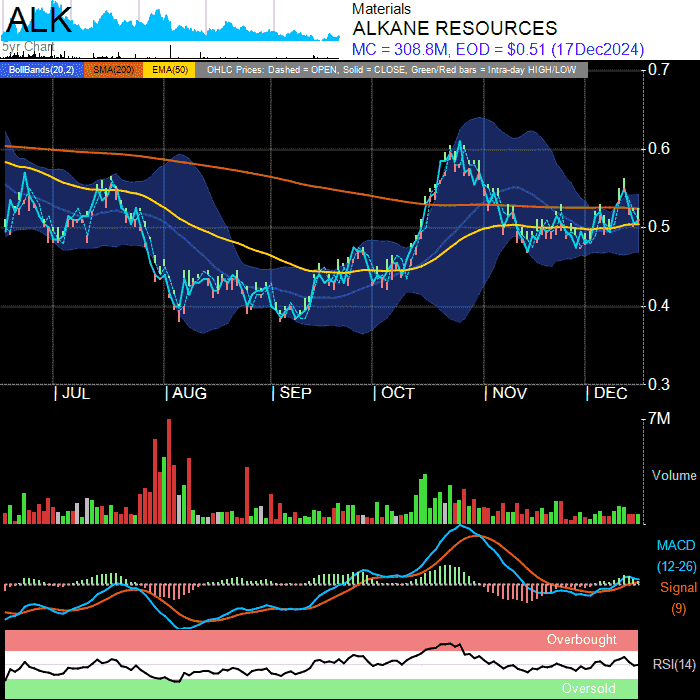 ALK
5yr Chart
Materials
ALKANE RESOURCES
MC = 308.8M, EOD = $0.51 (17Dec2024)
BollBands(20,2) SMA(200) EMA(50) OHLC Prices: Dashed = OPEN, Solid = CLOSE, Green/Red bars = Intra-day HIGH/LOW
0.7
0.6
0.5
0.4
0.3
| JUL | AUG | SEP | OCT | NOV | DEC
7M
Volume
MACD
(12-26)
Signal
(9)
Overbought
RSI(14)
Oversold